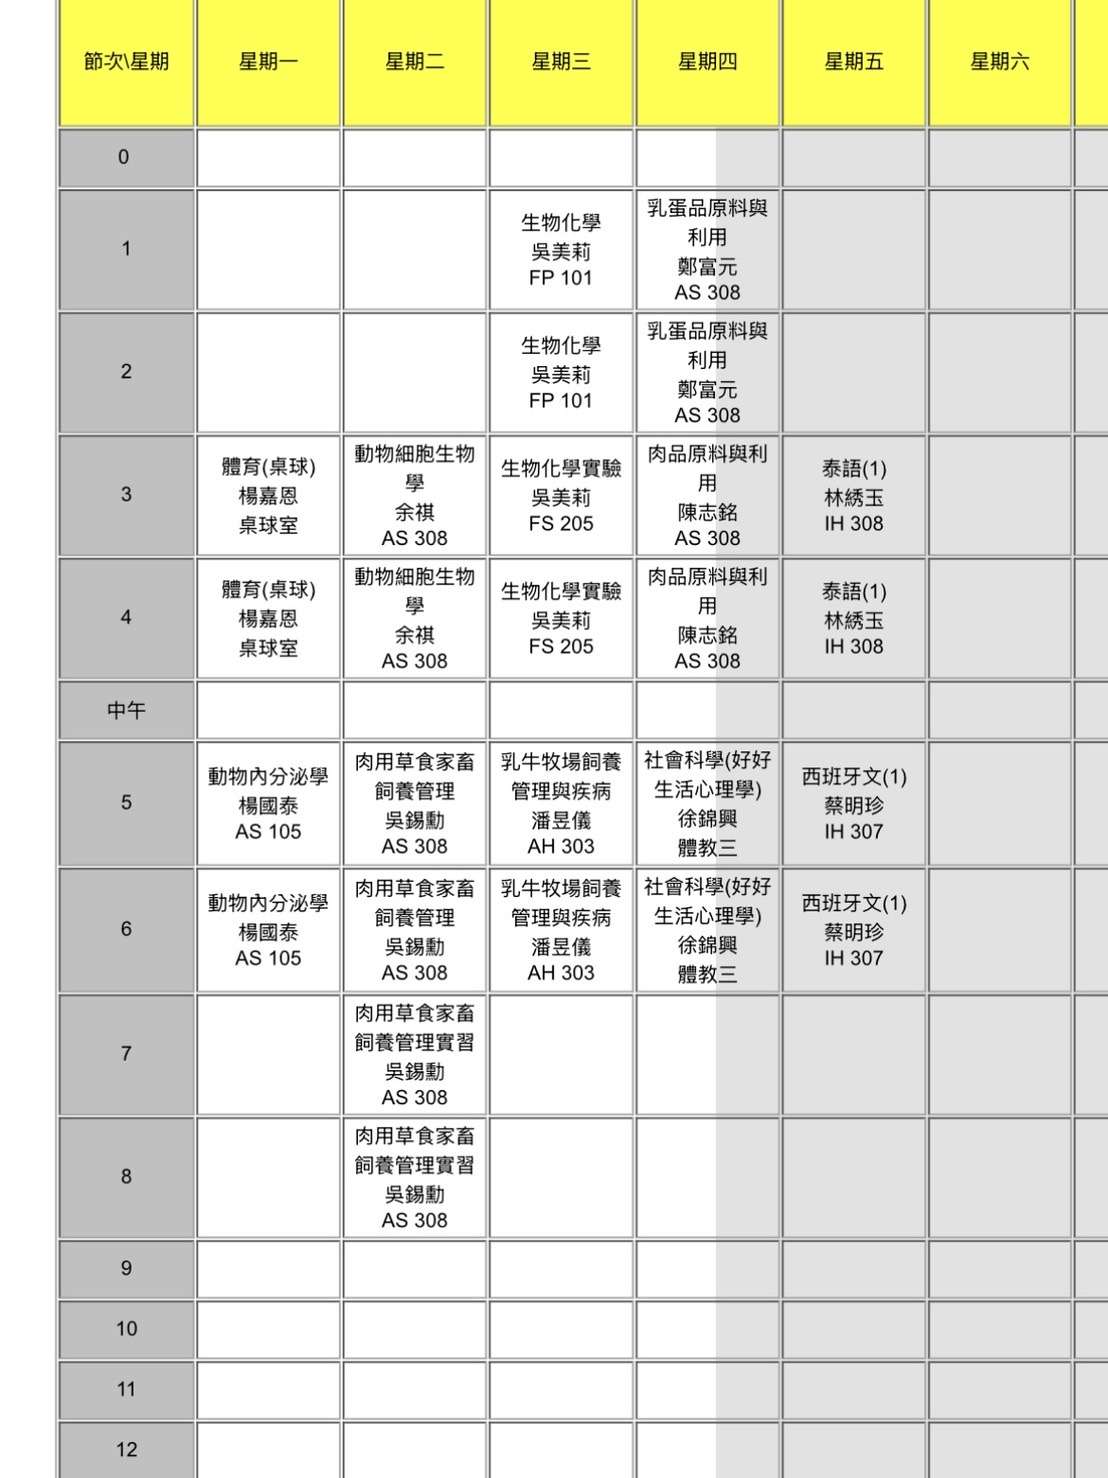 節次\星期 星期一 星期二 星期三 星期四 星期五 星期六
0
1
生物化學
吳美莉
FP 101
乳蛋品原料與
利用
鄭富元
AS 308
2
生物化學
吳美莉
FP 101
乳蛋品原料與
利用
鄭富元
AS 308
3
體育(桌球)
楊嘉恩
桌球室
動物細胞生物
學
余祺
AS 308
生物化學實驗
吳美莉
FS 205
肉品原料與利
用
陳志銘
AS 308
泰語(1)
林綉玉
IH 308
4
體育(桌球)
楊嘉恩
桌球室
動物細胞生物
學
余祺
AS 308
生物化學實驗
吳美莉
FS 205
肉品原料與利
用
陳志銘
AS 308
泰語(1)
林綉玉
IH 308
中午
5
動物內分泌學
楊國泰
AS 105
肉用草食家畜
飼養管理
吳錫勳
AS 308
乳牛牧場飼養
管理與疾病
潘昱儀
AH 303
社會科學(好好
生活心理學)
徐錦興
體教三
西班牙文(1)
蔡明珍
IH 307
6
動物內分泌學
楊國泰
AS 105
肉用草食家畜
飼養管理
吳錫勳
AS 308
乳牛牧場飼養
管理與疾病
潘昱儀
AH 303
社會科學(好好
生活心理學)
徐錦興
體教三
西班牙文(1)
蔡明珍
IH 307
7
肉用草食家畜
飼養管理實習
吳錫勳
AS 308
8
肉用草食家畜
飼養管理實習
吳錫勳
AS 308
9
10
11
12